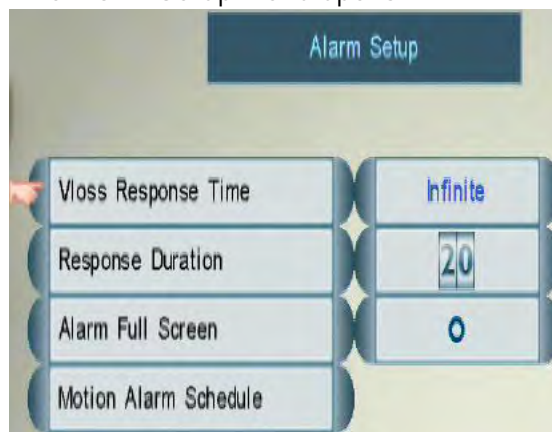 Alarm Setup
Vloss Response Time Infinite
Response Duration 20
Alarm Full Screen O
Motion Alarm Schedule